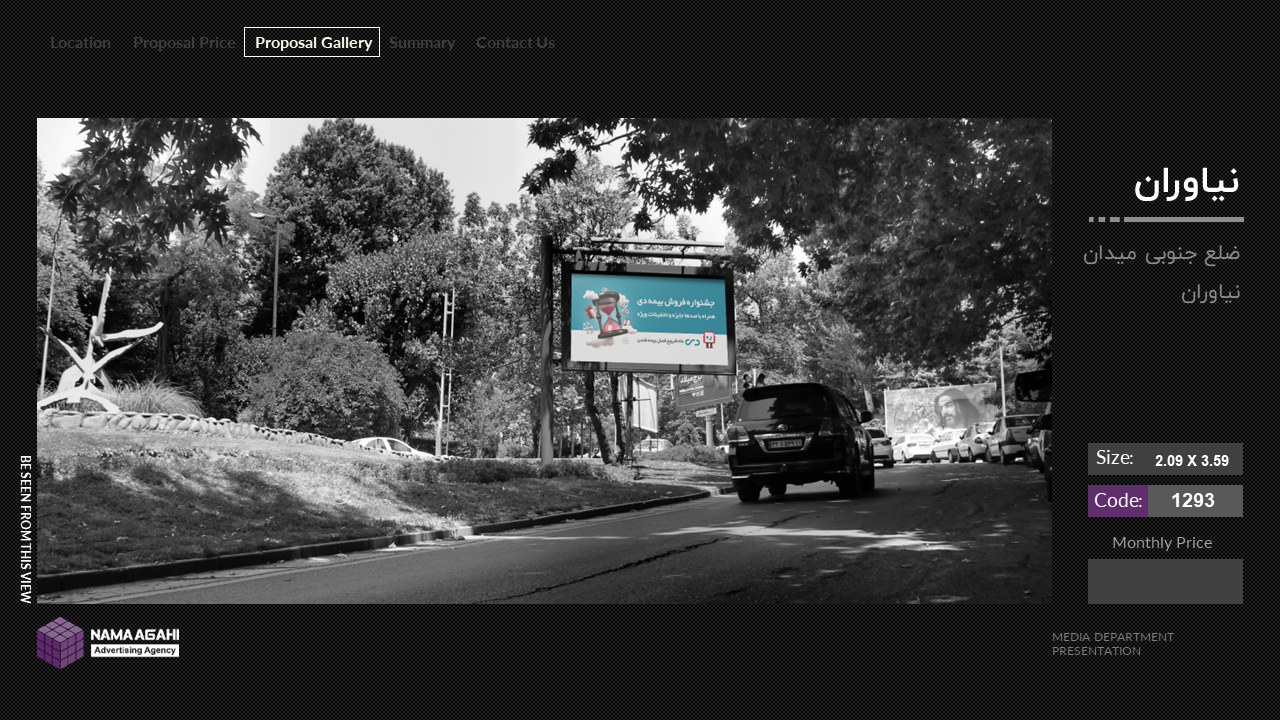 Location
Proposal Price
Proposal Gallery
Summary
Contact Us
نیاوران
ضلع جنوبی میدان
نیاوران
جشنواره فروش بیمه دی
همراه با صدها جایزه و تخفیفات ویژه
Size: 2.09 X 3.59
Code: 1293
Monthly Price
BE SEEN FROM THIS VIEW
NAMA AGAHI
Advertising Agency
MEDIA DEPARTMENT
PRESENTATION